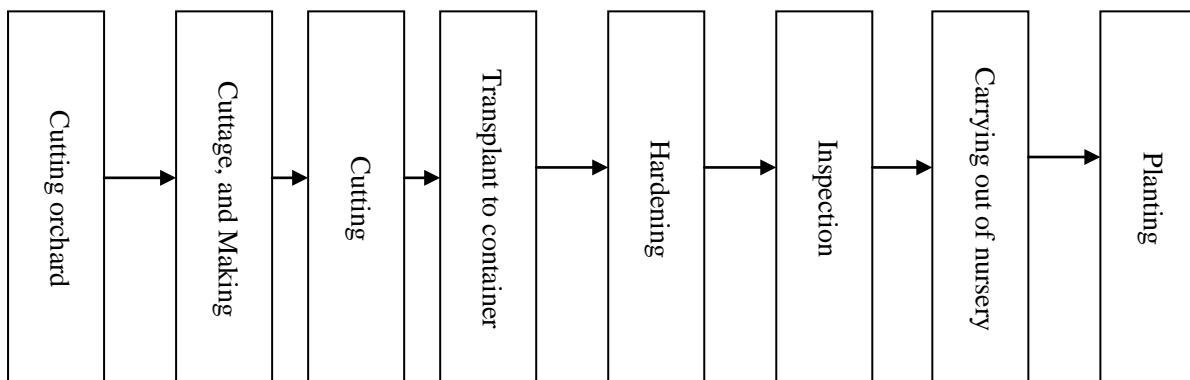 Cutting orchard
Cuttage, and Making
Cutting
Transplant to container
Hardening
Inspection
Carrying out of nursery
Planting